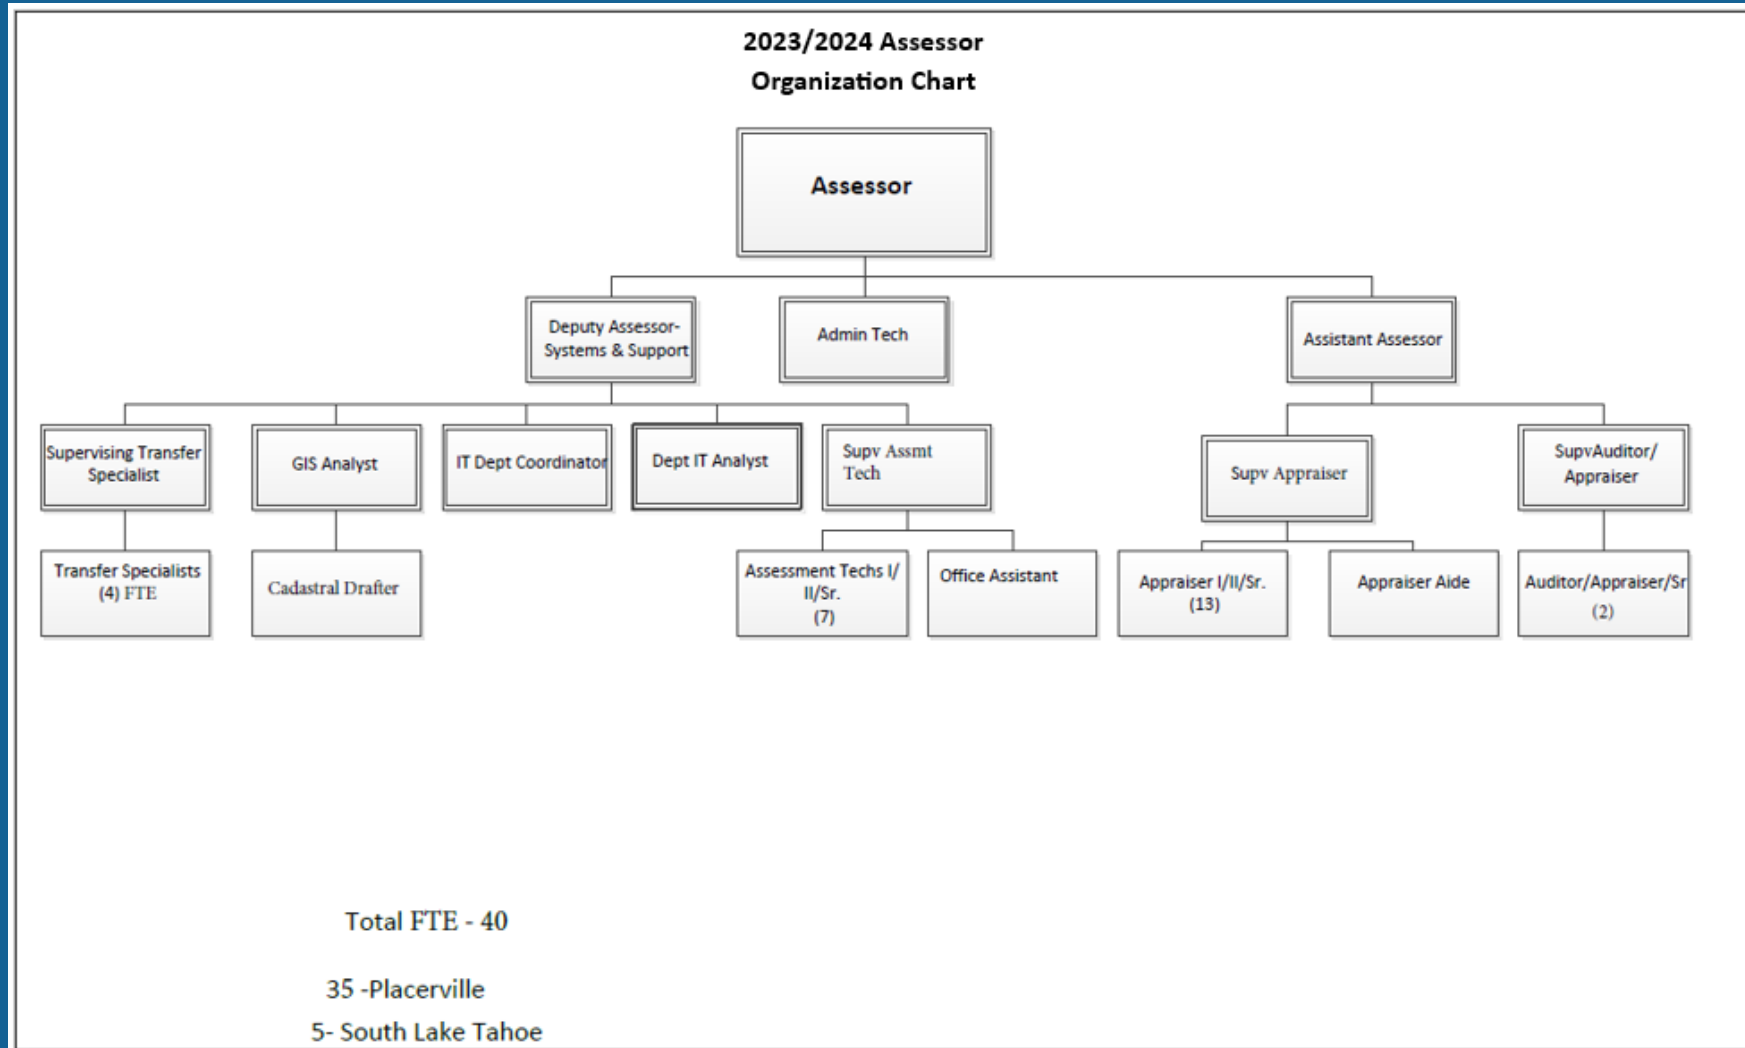 2023/2024 Assessor
Organization Chart
Assessor
Deputy Assessor-
Systems & Support
Admin Tech
Assistant Assessor
Supervising Transfer
Specialist
GIS Analyst
IT Dept Coordinator
Dept IT Analyst
Supv Assmt
Tech
Supv Appraiser
SupvAuditor/
Appraiser
Transfer Specialists
(4) FTE
Cadastral Drafter
Assessment Techs I/
II/Sr.
(7)
Office Assistant
Appraiser I/II/Sr.
(13)
Appraiser Aide
Auditor/Appraiser/Sr
(2)
Total FTE - 40
35 -Placerville
5- South Lake Tahoe